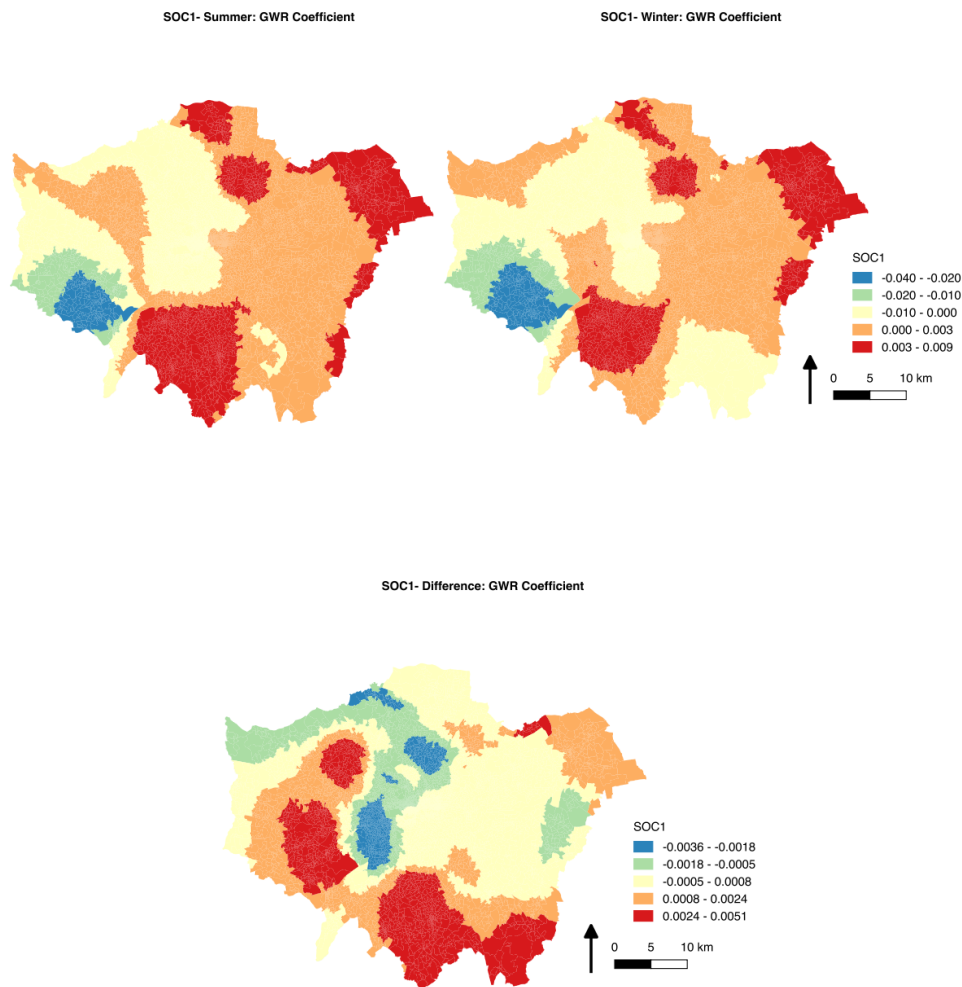 SOC1- Summer: GWR Coefficient
SOC1- Winter: GWR Coefficient
SOC1
-0.040 - -0.020
-0.020 - -0.010
-0.010 - 0.000
0.000 - 0.003
0.003 - 0.009
0 5 10 km
SOC1- Difference: GWR Coefficient
SOC1
-0.0036 - -0.0018
-0.0018 - -0.0005
-0.0005 - 0.0008
0.0008 - 0.0024
0.0024 - 0.0051
0 5 10 km